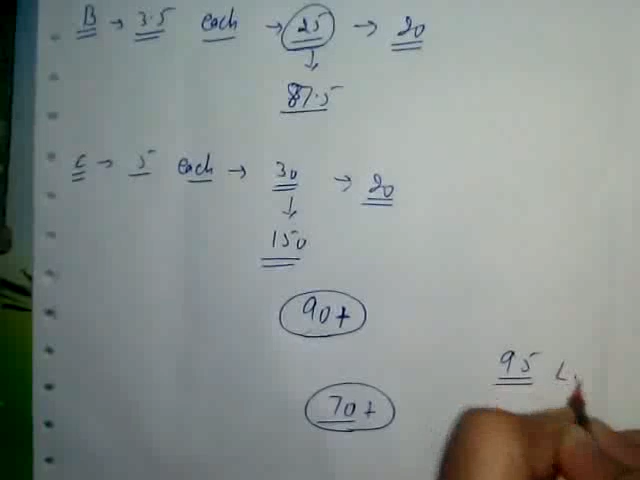 B → 3.5 each → 25 → 20
↓
87.5
C → 5 each → 30 → 20
↓
150
90+
95 L.
70+